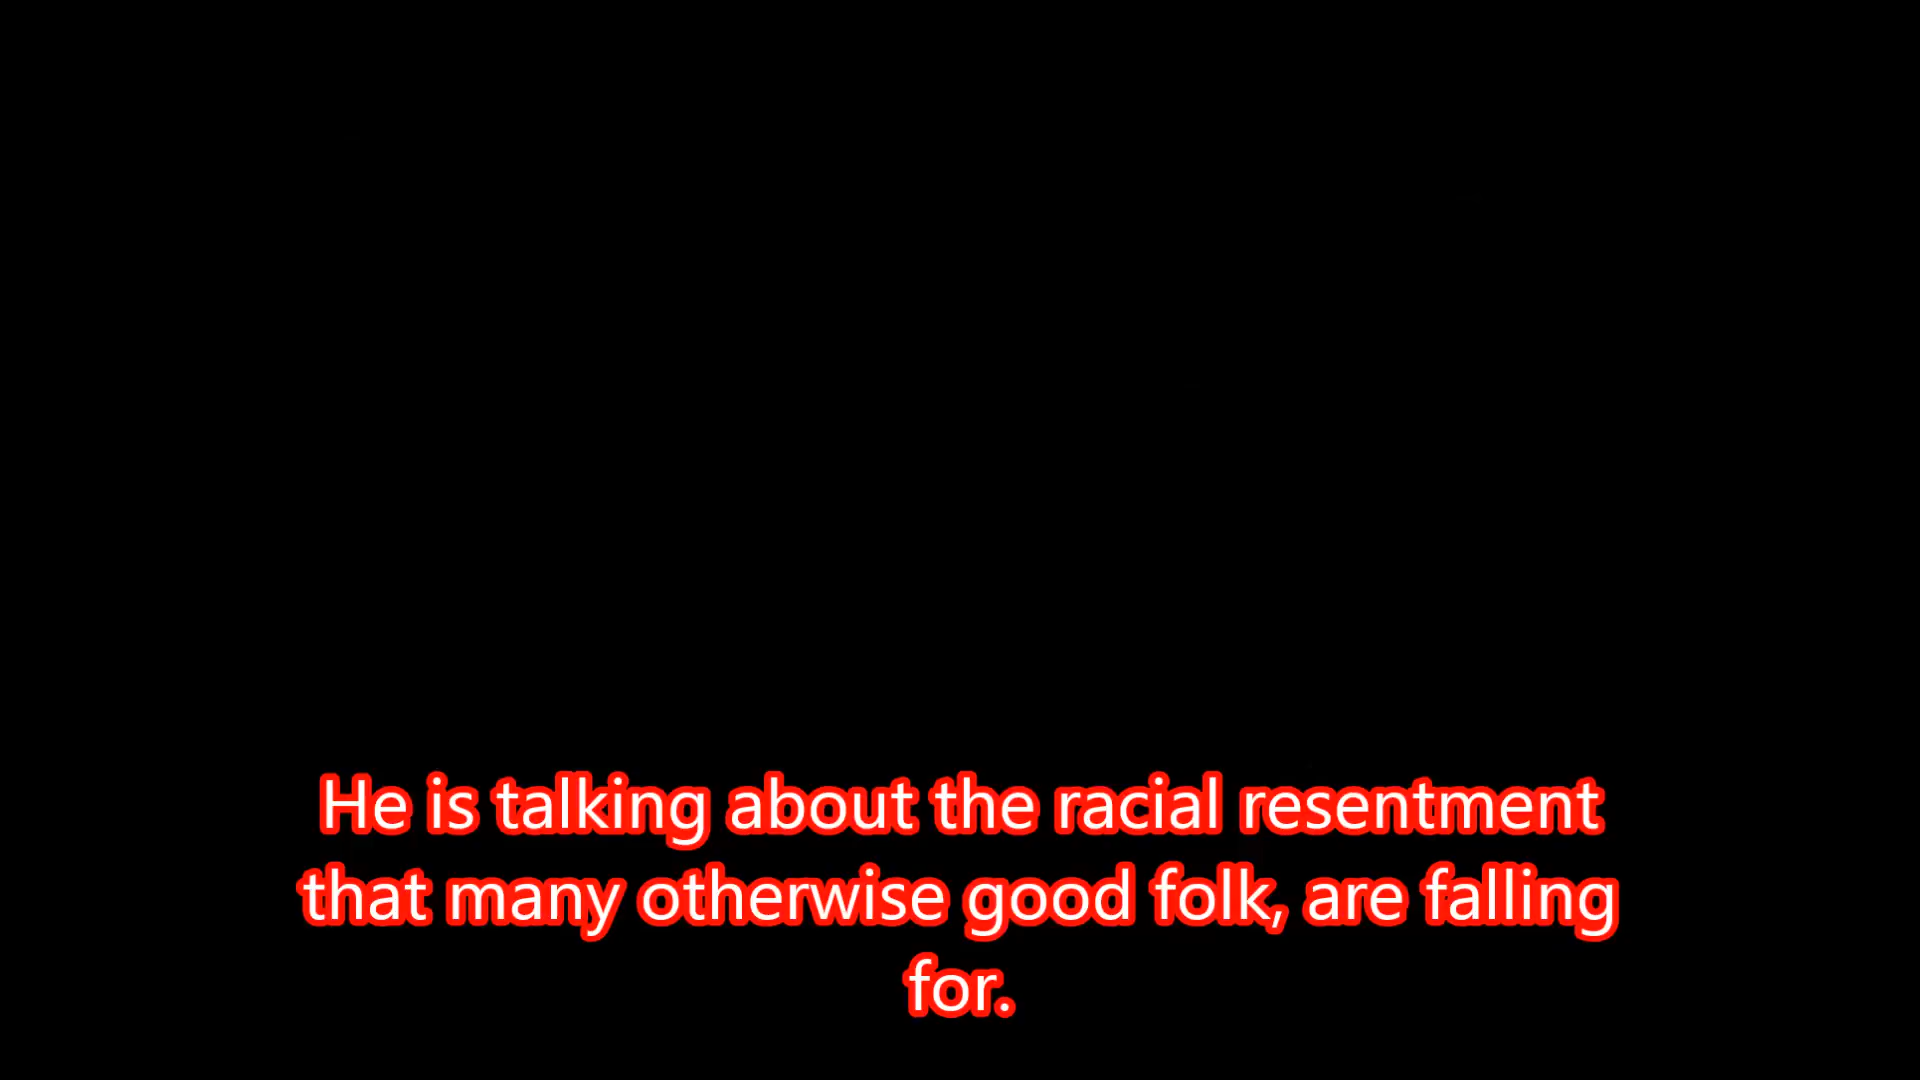 He is talking about the racial resentment
that many otherwise good folk, are falling
for.